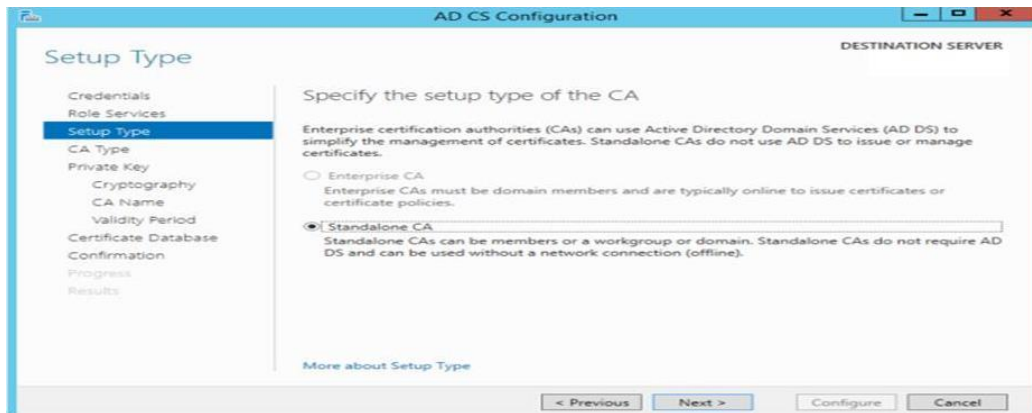 AD CS Configuration
DESTINATION SERVER
Setup Type
Credentials
Role Services
Setup Type
CA Type
Private Key
Cryptography
CA Name
Validity Period
Certificate Database
Confirmation
Progress
Results
Specify the setup type of the CA
Enterprise certification authorities (CAs) can use Active Directory Domain Services (AD DS) to
simplify the management of certificates. Standalone CAs do not use AD DS to issue or manage
certificates.
Enterprise CA
Enterprise CAs must be domain members and are typically online to issue certificates or
certificate policies.
Standalone CA
Standalone CAs can be members or a workgroup or domain. Standalone CAs do not require AD
DS and can be used without a network connection (offline).
More about Setup Type
< Previous
Next >
Configure
Cancel